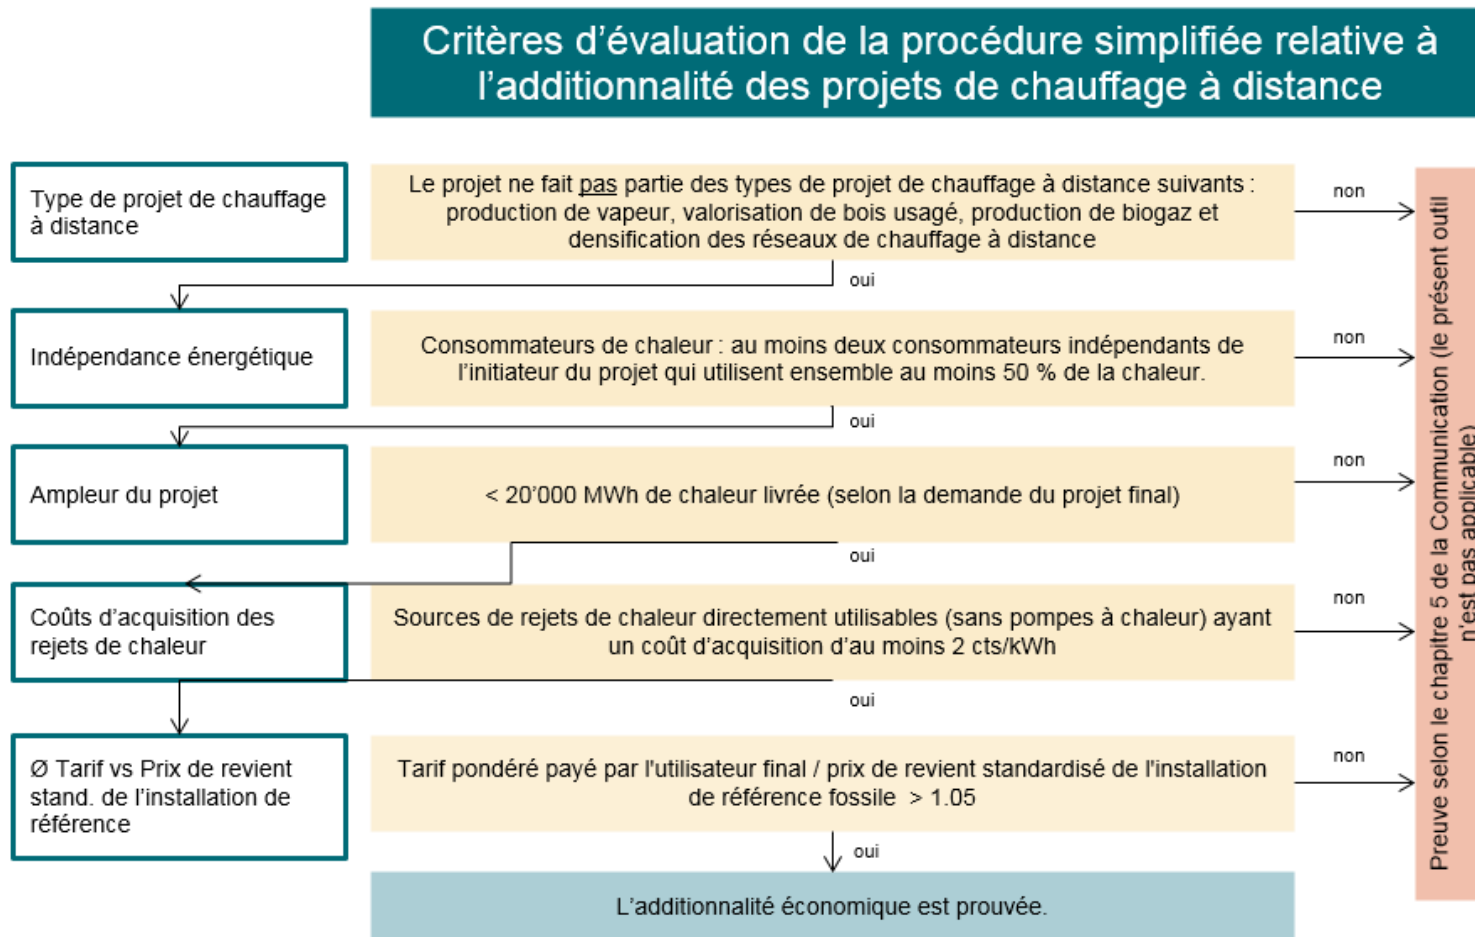 Critères d’évaluation de la procédure simplifiée relative à
l’additionnalité des projets de chauffage à distance
Type de projet de chauffage
à distance
Le projet ne fait pas partie des types de projet de chauffage à distance suivants :
production de vapeur, valorisation de bois usagé, production de biogaz et
densification des réseaux de chauffage à distance
non
oui
Indépendance énergétique
Consommateurs de chaleur : au moins deux consommateurs indépendants de
l’initiateur du projet qui utilisent ensemble au moins 50 % de la chaleur.
non
oui
Ampleur du projet
< 20’000 MWh de chaleur livrée (selon la demande du projet final)
non
oui
Coûts d’acquisition des
rejets de chaleur
Sources de rejets de chaleur directement utilisables (sans pompes à chaleur) ayant
un coût d’acquisition d’au moins 2 cts/kWh
non
oui
Ø Tarif vs Prix de revient
stand. de l’installation de
référence
Tarif pondéré payé par l'utilisateur final / prix de revient standardisé de l'installation
de référence fossile > 1.05
non
oui
L’additionnalité économique est prouvée.
Preuve selon le chapitre 5 de la Communication (le présent outil
n’est pas applicable)